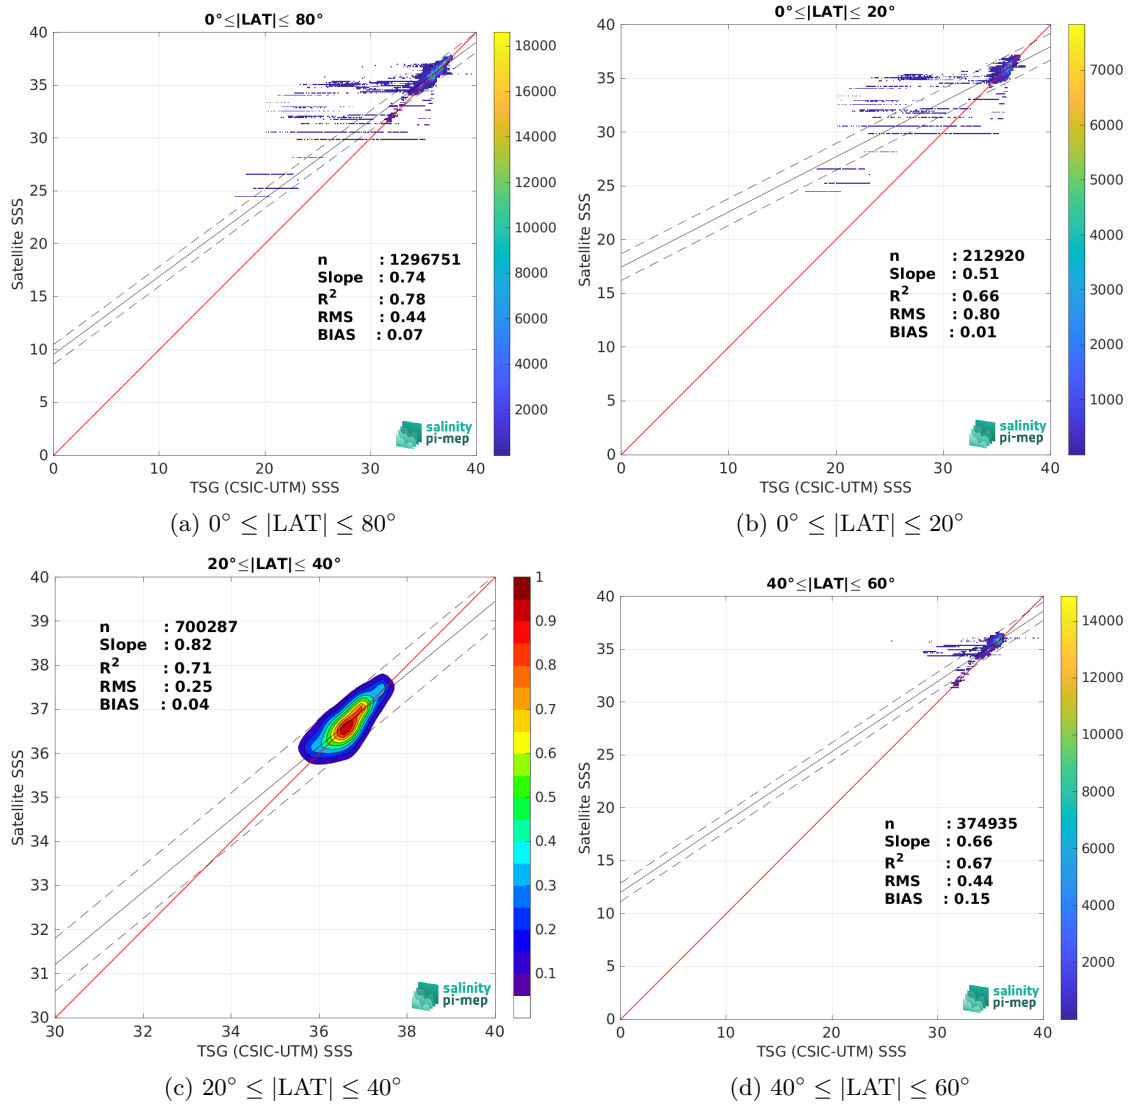 0°≤|LAT|≤ 80°
40
35
30
25
20
15
10
5
0
Satellite SSS
n : 1296751
Slope : 0.74
R² : 0.78
RMS : 0.44
BIAS : 0.07
salinity
pi-mep
0 10 20 30 40
TSG (CSIC-UTM) SSS
18000
16000
14000
12000
10000
8000
6000
4000
2000
(a) 0° ≤ |LAT| ≤ 80°
0°≤|LAT|≤ 20°
40
35
30
25
20
15
10
5
0
Satellite SSS
n : 212920
Slope : 0.51
R² : 0.66
RMS : 0.80
BIAS : 0.01
salinity
pi-mep
0 10 20 30 40
TSG (CSIC-UTM) SSS
7000
6000
5000
4000
3000
2000
1000
0
(b) 0° ≤ |LAT| ≤ 20°
20°≤|LAT|≤ 40°
40
39
38
37
36
35
34
33
32
31
30
Satellite SSS
n : 700287
Slope : 0.82
R² : 0.71
RMS : 0.25
BIAS : 0.04
salinity
pi-mep
30 32 34 36 38 40
TSG (CSIC-UTM) SSS
1
0.9
0.8
0.7
0.6
0.5
0.4
0.3
0.2
0.1
(c) 20° ≤ |LAT| ≤ 40°
40°≤|LAT|≤ 60°
40
35
30
25
20
15
10
5
0
Satellite SSS
n : 374935
Slope : 0.66
R² : 0.67
RMS : 0.44
BIAS : 0.15
salinity
pi-mep
0 10 20 30 40
TSG (CSIC-UTM) SSS
14000
12000
10000
8000
6000
4000
2000
(d) 40° ≤ |LAT| ≤ 60°